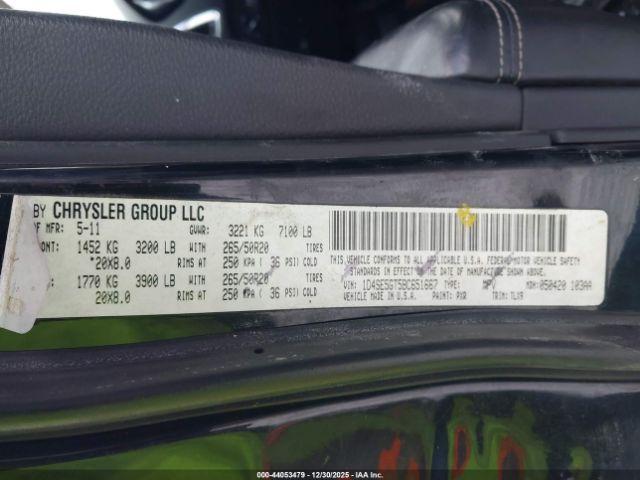 BY CHRYSLER GROUP LLC
OF MFR: 5-11 GVWR: 3221 KG 7100 LB
ONT: 1452 KG 3200 LB WITH 265/50R20 TIRES
*20X8.0 RIMS AT 250 KPA ( 36 PSI) COLD
: 1770 KG 3900 LB WITH 265/50R20 TIRES
20X8.0 RIMS AT 250 KPA ( 36 PSI) COLD
THIS VEHICLE CONFORMS TO ALL APPLICABLE U.S.A. FEDERAL MOTOR VEHICLE SAFETY
STANDARDS IN EFFECT ON THE DATE OF MANUFACTURE SHOWN ABOVE.
VIN: 1D4SE5GT5BC651667 TYPE: MPV MDH: 050420 103AA
VEHICLE MADE IN U.S.A. PAINT: PXR TRIM: TLX9
000-44053479 — 12/30/2025 — IAA Inc.